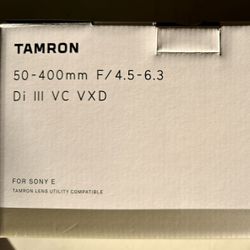 TAMRON
50-400mm F/4.5-6.3
Di III VC VXD
FOR SONY E
TAMRON LENS UTILITY COMPATIBLE